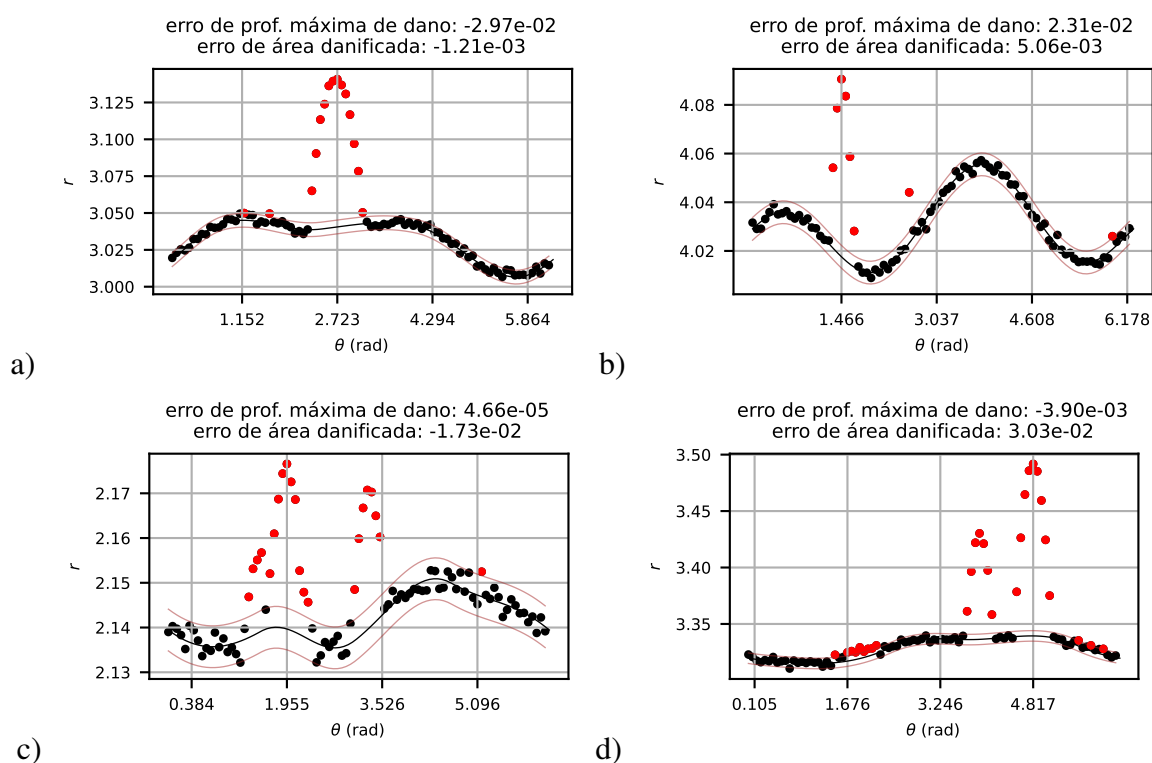 erro de prof. máxima de dano: -2.97e-02
erro de área danificada: -1.21e-03
3.125
3.100
3.075
3.050
3.025
3.000
r
1.152 2.723 4.294 5.864
θ (rad)
a)
erro de prof. máxima de dano: 2.31e-02
erro de área danificada: 5.06e-03
4.08
4.06
4.04
4.02
r
1.466 3.037 4.608 6.178
θ (rad)
b)
erro de prof. máxima de dano: 4.66e-05
erro de área danificada: -1.73e-02
2.17
2.16
2.15
2.14
2.13
r
0.384 1.955 3.526 5.096
θ (rad)
c)
erro de prof. máxima de dano: -3.90e-03
erro de área danificada: 3.03e-02
3.50
3.45
3.40
3.35
r
0.105 1.676 3.246 4.817
θ (rad)
d)